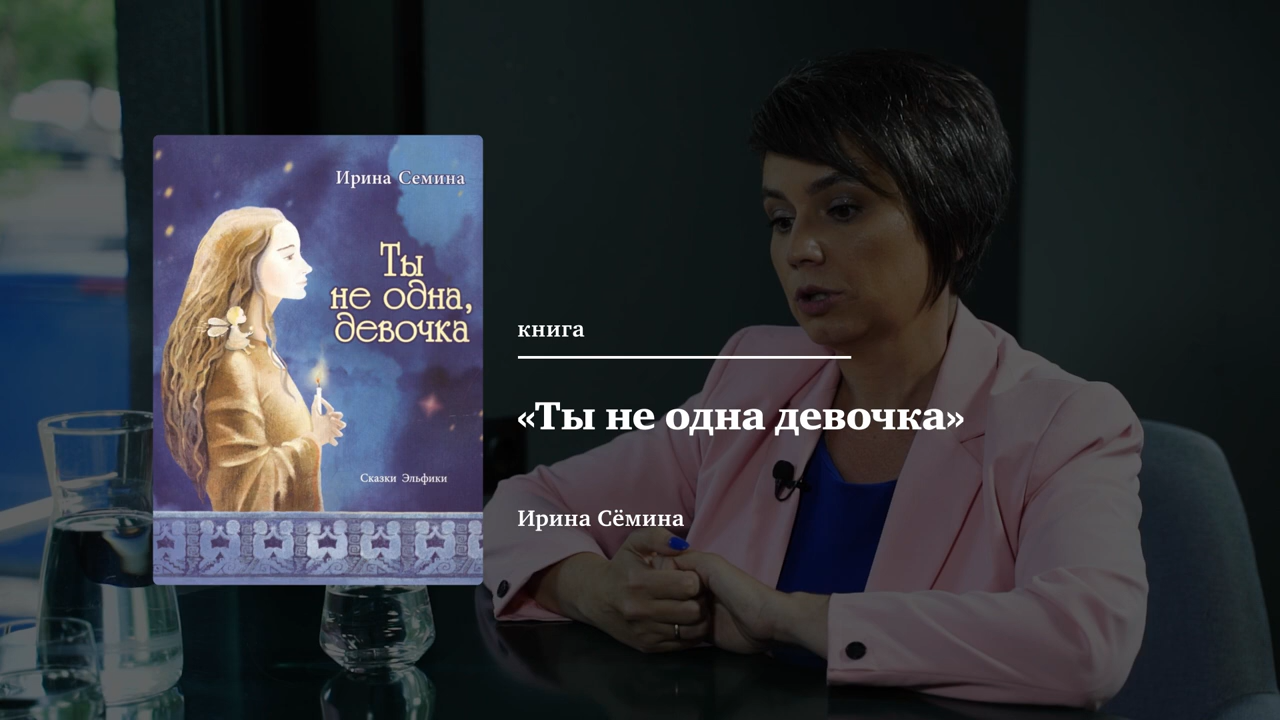 Ирина Семина
Ты
не одна,
девочка
Сказки Эльфики
книга
«Ты не одна девочка»
Ирина Сёмина